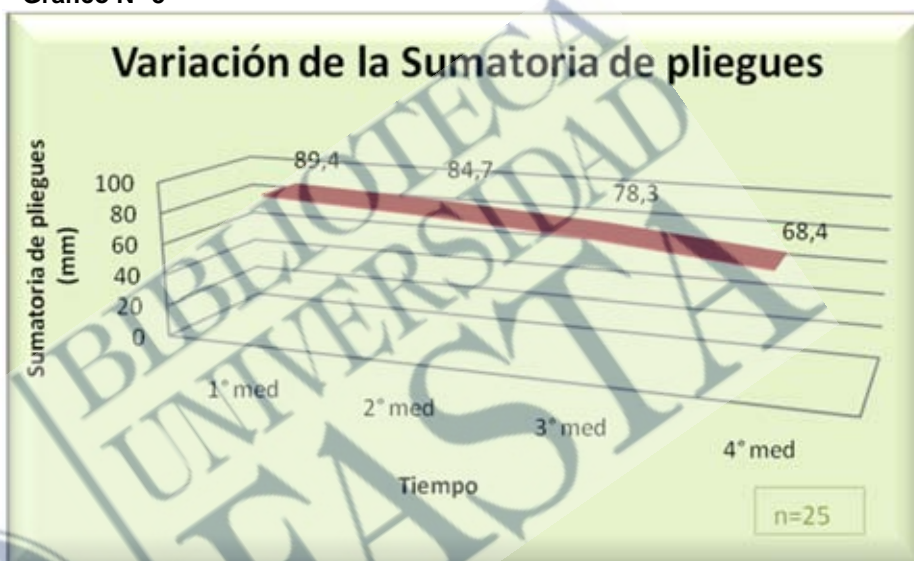 Variación de la Sumatoria de pliegues
Sumatoria de pliegues
(mm)
100
80
60
40
20
0
89,4
84,7
78,3
68,4
1° med
2° med
3° med
4° med
Tiempo
n=25
BIBLIOTECA
UNIVERSIDAD
FASTA